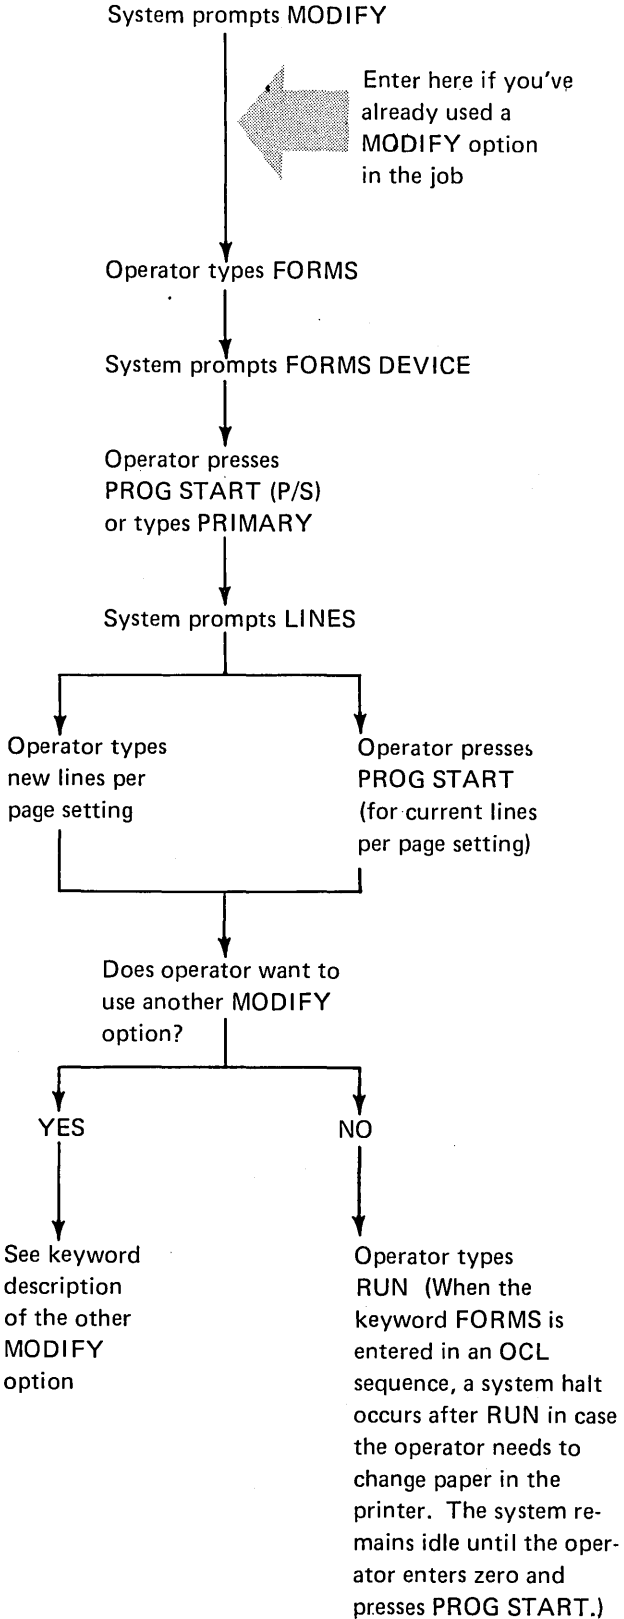 System prompts MODIFY
Enter here if you've
already used a
MODIFY option
in the job
Operator types FORMS
System prompts FORMS DEVICE
Operator presses
PROG START (P/S)
or types PRIMARY
System prompts LINES
Operator types
new lines per
page setting
Operator presses
PROG START
(for current lines
per page setting)
Does operator want to
use another MODIFY
option?
YES
NO
See keyword
description
of the other
MODIFY
option
Operator types
RUN (When the
keyword FORMS is
entered in an OCL
sequence, a system halt
occurs after RUN in case
the operator needs to
change paper in the
printer. The system re-
mains idle until the oper-
ator enters zero and
presses PROG START.)